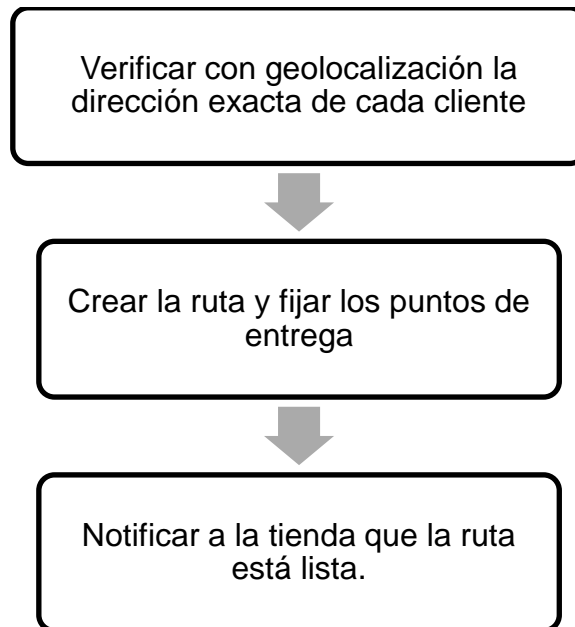 Verificar con geolocalización la
dirección exacta de cada cliente
Crear la ruta y fijar los puntos de
entrega
Notificar a la tienda que la ruta
está lista.